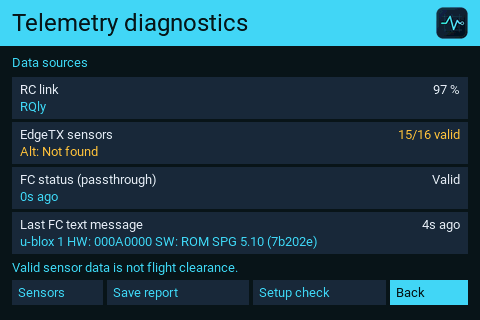 Telemetry diagnostics
Data sources
RC link 97 %
RQly
EdgeTX sensors 15/16 valid
Alt: Not found
FC status (passthrough) Valid
0s ago
Last FC text message 4s ago
u-blox 1 HW: 000A0000 SW: ROM SPG 5.10 (7b202e)
Valid sensor data is not flight clearance.
Sensors Save report Setup check Back